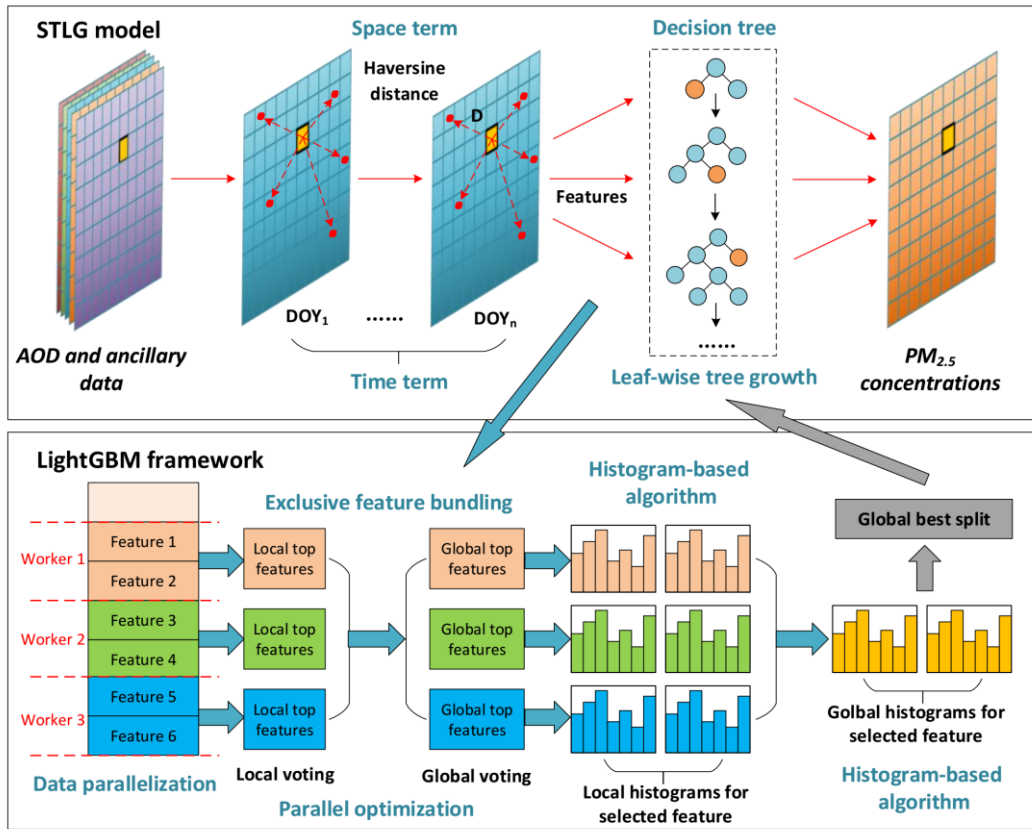 STLG model
Space term
Decision tree
Haversine
distance
D
Features
DOY1
......
DOYn
......
AOD and ancillary
data
Time term
Leaf-wise tree growth
PM2.5
concentrations
LightGBM framework
Exclusive feature bundling
Histogram-based
algorithm
Global best split
Worker 1
Feature 1
Feature 2
Local top
features
Global top
features
Worker 2
Feature 3
Feature 4
Local top
features
Global top
features
Worker 3
Feature 5
Feature 6
Local top
features
Global top
features
Golbal histograms for
selected feature
Data parallelization
Local voting
Global voting
Local histograms for
selected feature
Parallel optimization
Histogram-based
algorithm